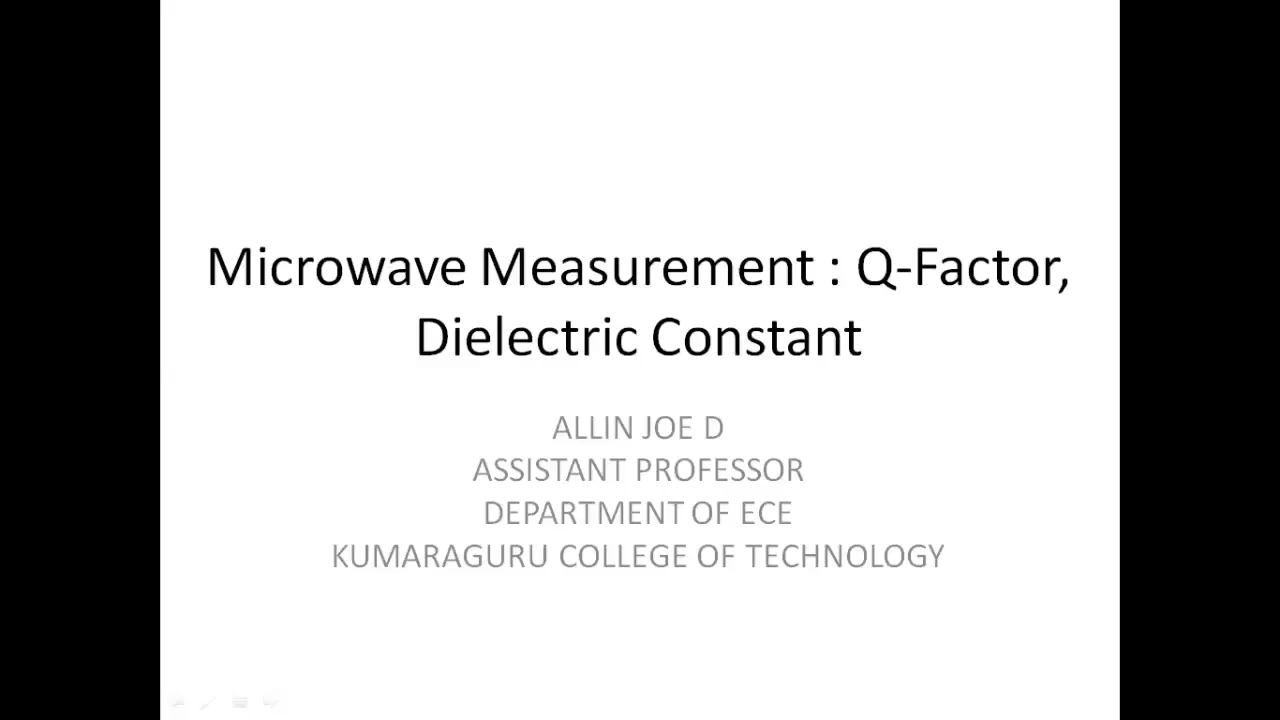 Microwave Measurement : Q-Factor,
Dielectric Constant
ALLIN JOE D
ASSISTANT PROFESSOR
DEPARTMENT OF ECE
KUMARAGURU COLLEGE OF TECHNOLOGY